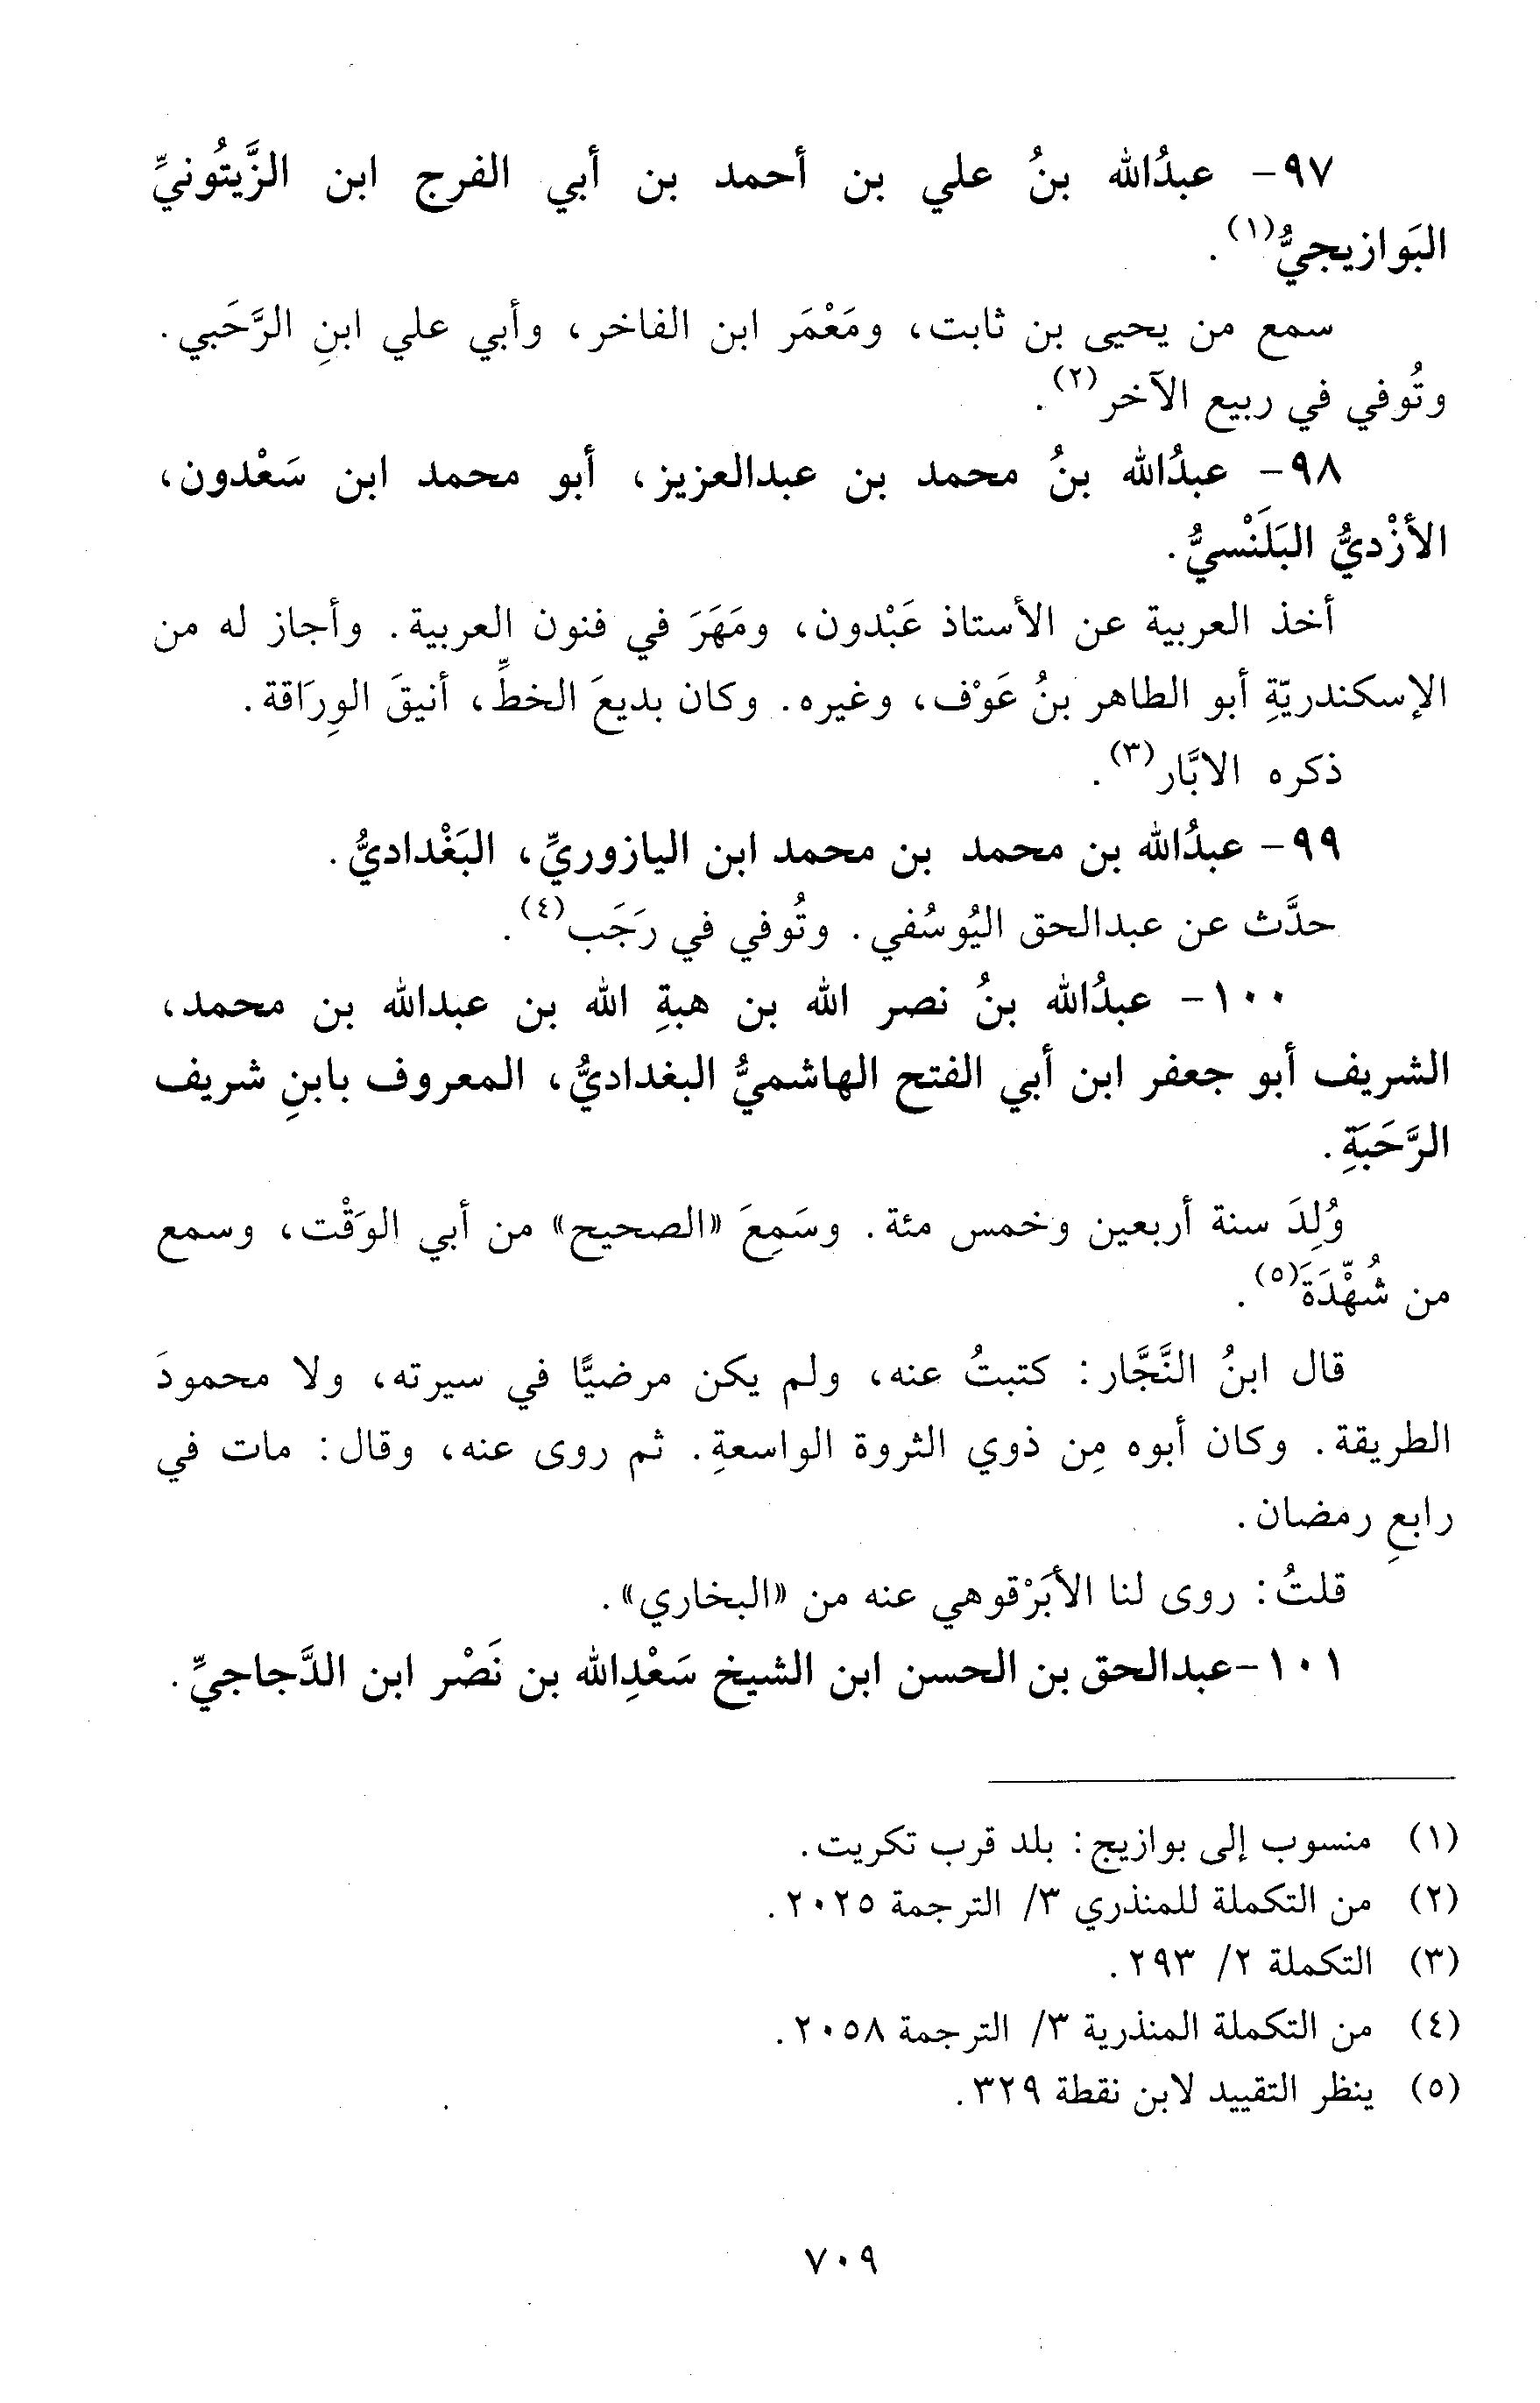 ٩٧- عبدُالله بنُ علي بن أحمد بن أبي الفرج ابن الزَّيتُونيِّ
البَوازيجيُّ(١).
سمع من يحيى بن ثابت، ومَعْمَر ابن الفاخر، وأبي علي ابنِ الرَّحَبي.
وتُوفي في ربيع الآخر(٢).
٩٨- عبدُالله بنُ محمد بن عبدالعزيز، أبو محمد ابن سَعْدون،
الأزْديُّ البَلَنْسيُّ.
أخذ العربية عن الأستاذ عَبْدون، ومَهَرَ في فنون العربية. وأجاز له من
الإسكندريّةِ أبو الطاهر بنُ عَوْف، وغيره. وكان بديعَ الخطِّ، أنيقَ الوِرَاقة.
ذكره الابَّار(٣).
٩٩- عبدُالله بن محمد بن محمد ابن اليازوريِّ، البَغْداديُّ.
حدَّث عن عبدالحق اليُوسُفي. وتُوفي في رَجَب(٤).
١٠٠- عبدُالله بنُ نصر الله بن هبةِ الله بن عبدالله بن محمد،
الشريف أبو جعفر ابن أبي الفتح الهاشميُّ البغداديُّ، المعروف بابنِ شريف
الرَّحَبَةِ.
وُلِدَ سنة أربعين وخمس مئة. وسَمِعَ «الصحيح» من أبي الوَقْت، وسمع
من شُهْدَةَ(٥).
قال ابنُ النَّجَّار: كتبتُ عنه، ولم يكن مرضيًّا في سيرته، ولا محمودَ
الطريقة. وكان أبوه مِن ذوي الثروة الواسعةِ. ثم روى عنه، وقال: مات في
رابعِ رمضان.
قلتُ: روى لنا الأبَرْقوهي عنه من «البخاري».
١٠١-عبدالحق بن الحسن ابن الشيخ سَعْدِالله بن نَصْر ابن الدَّجاجيِّ.
(١) منسوب إلى بوازيج: بلد قرب تكريت.
(٢) من التكملة للمنذري ٣/ الترجمة ٢٠٢٥.
(٣) التكملة ٢/ ٢٩٣.
(٤) من التكملة المنذرية ٣/ الترجمة ٢٠٥٨.
(٥) ينظر التقييد لابن نقطة ٣٢٩.
٧٠٩